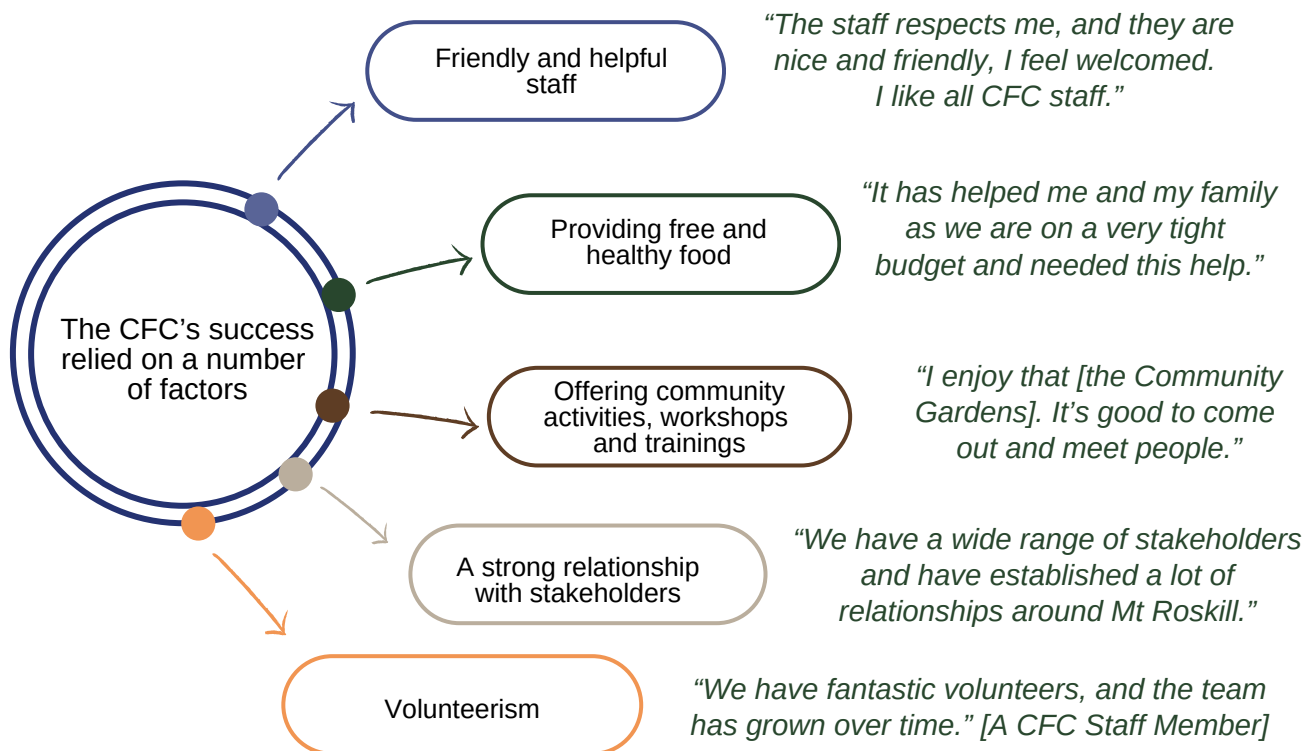 Friendly and helpful
staff
“The staff respects me, and they are
nice and friendly, I feel welcomed.
I like all CFC staff.”
Providing free and
healthy food
“It has helped me and my family
as we are on a very tight
budget and needed this help.”
The CFC’s success
relied on a number
of factors
Offering community
activities, workshops
and trainings
“I enjoy that [the Community
Gardens]. It’s good to come
out and meet people.”
A strong relationship
with stakeholders
“We have a wide range of stakeholders
and have established a lot of
relationships around Mt Roskill.”
Volunteerism
“We have fantastic volunteers, and the team
has grown over time.” [A CFC Staff Member]